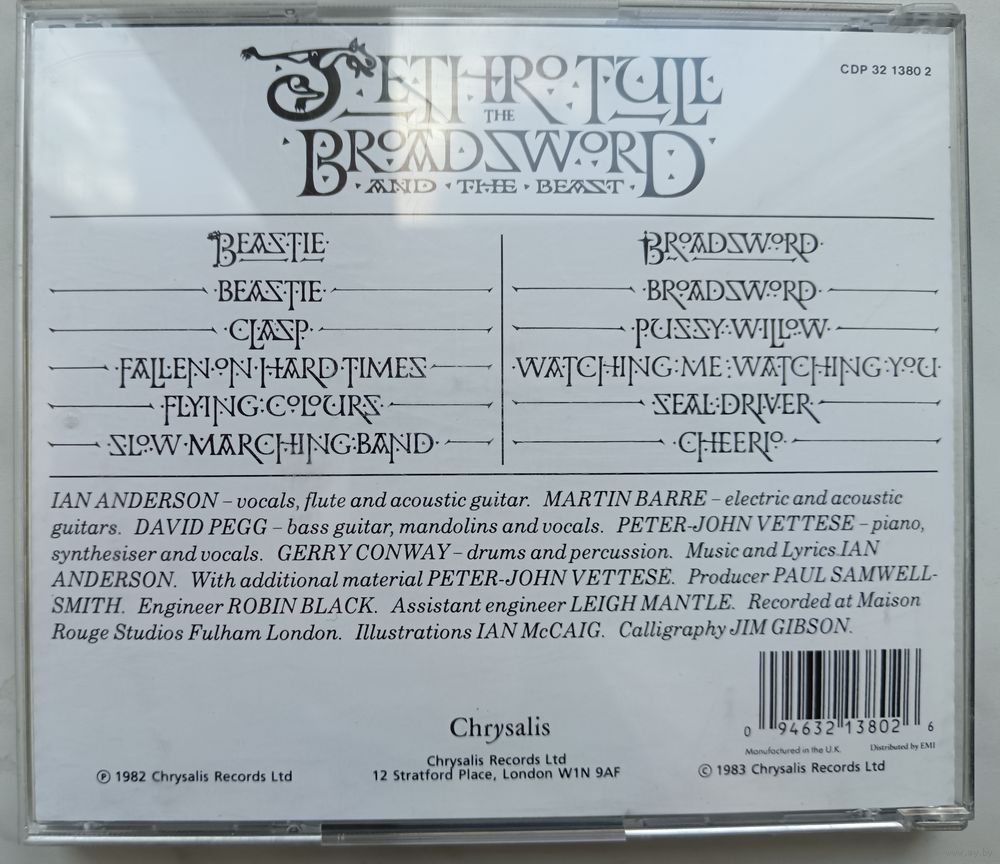 CDP 32 1380 2
JETHRO TULL
THE
BROADSWORD
AND THE BEAST
BEASTIE
BEASTIE
CLASP
FALLEN ON HARD TIMES
FLYING COLOURS
SLOW MARCHING BAND
BROADSWORD
BROADSWORD
PUSSY WILLOW
WATCHING ME WATCHING YOU
SEAL DRIVER
CHEERIO
IAN ANDERSON – vocals, flute and acoustic guitar. MARTIN BARRE – electric and acoustic
guitars. DAVID PEGG – bass guitar, mandolins and vocals. PETER-JOHN VETTESE – piano,
synthesiser and vocals. GERRY CONWAY – drums and percussion. Music and Lyrics IAN
ANDERSON. With additional material PETER-JOHN VETTESE. Producer PAUL SAMWELL-
SMITH. Engineer ROBIN BLACK. Assistant engineer LEIGH MANTLE. Recorded at Maison
Rouge Studios Fulham London. Illustrations IAN McCAIG. Calligraphy JIM GIBSON.
0 94632 13802 6
Manufactured in the U.K. Distributed by EMI
Chrysalis
Chrysalis Records Ltd
12 Stratford Place, London W1N 9AF
℗ 1982 Chrysalis Records Ltd
© 1983 Chrysalis Records Ltd
www.ay.by